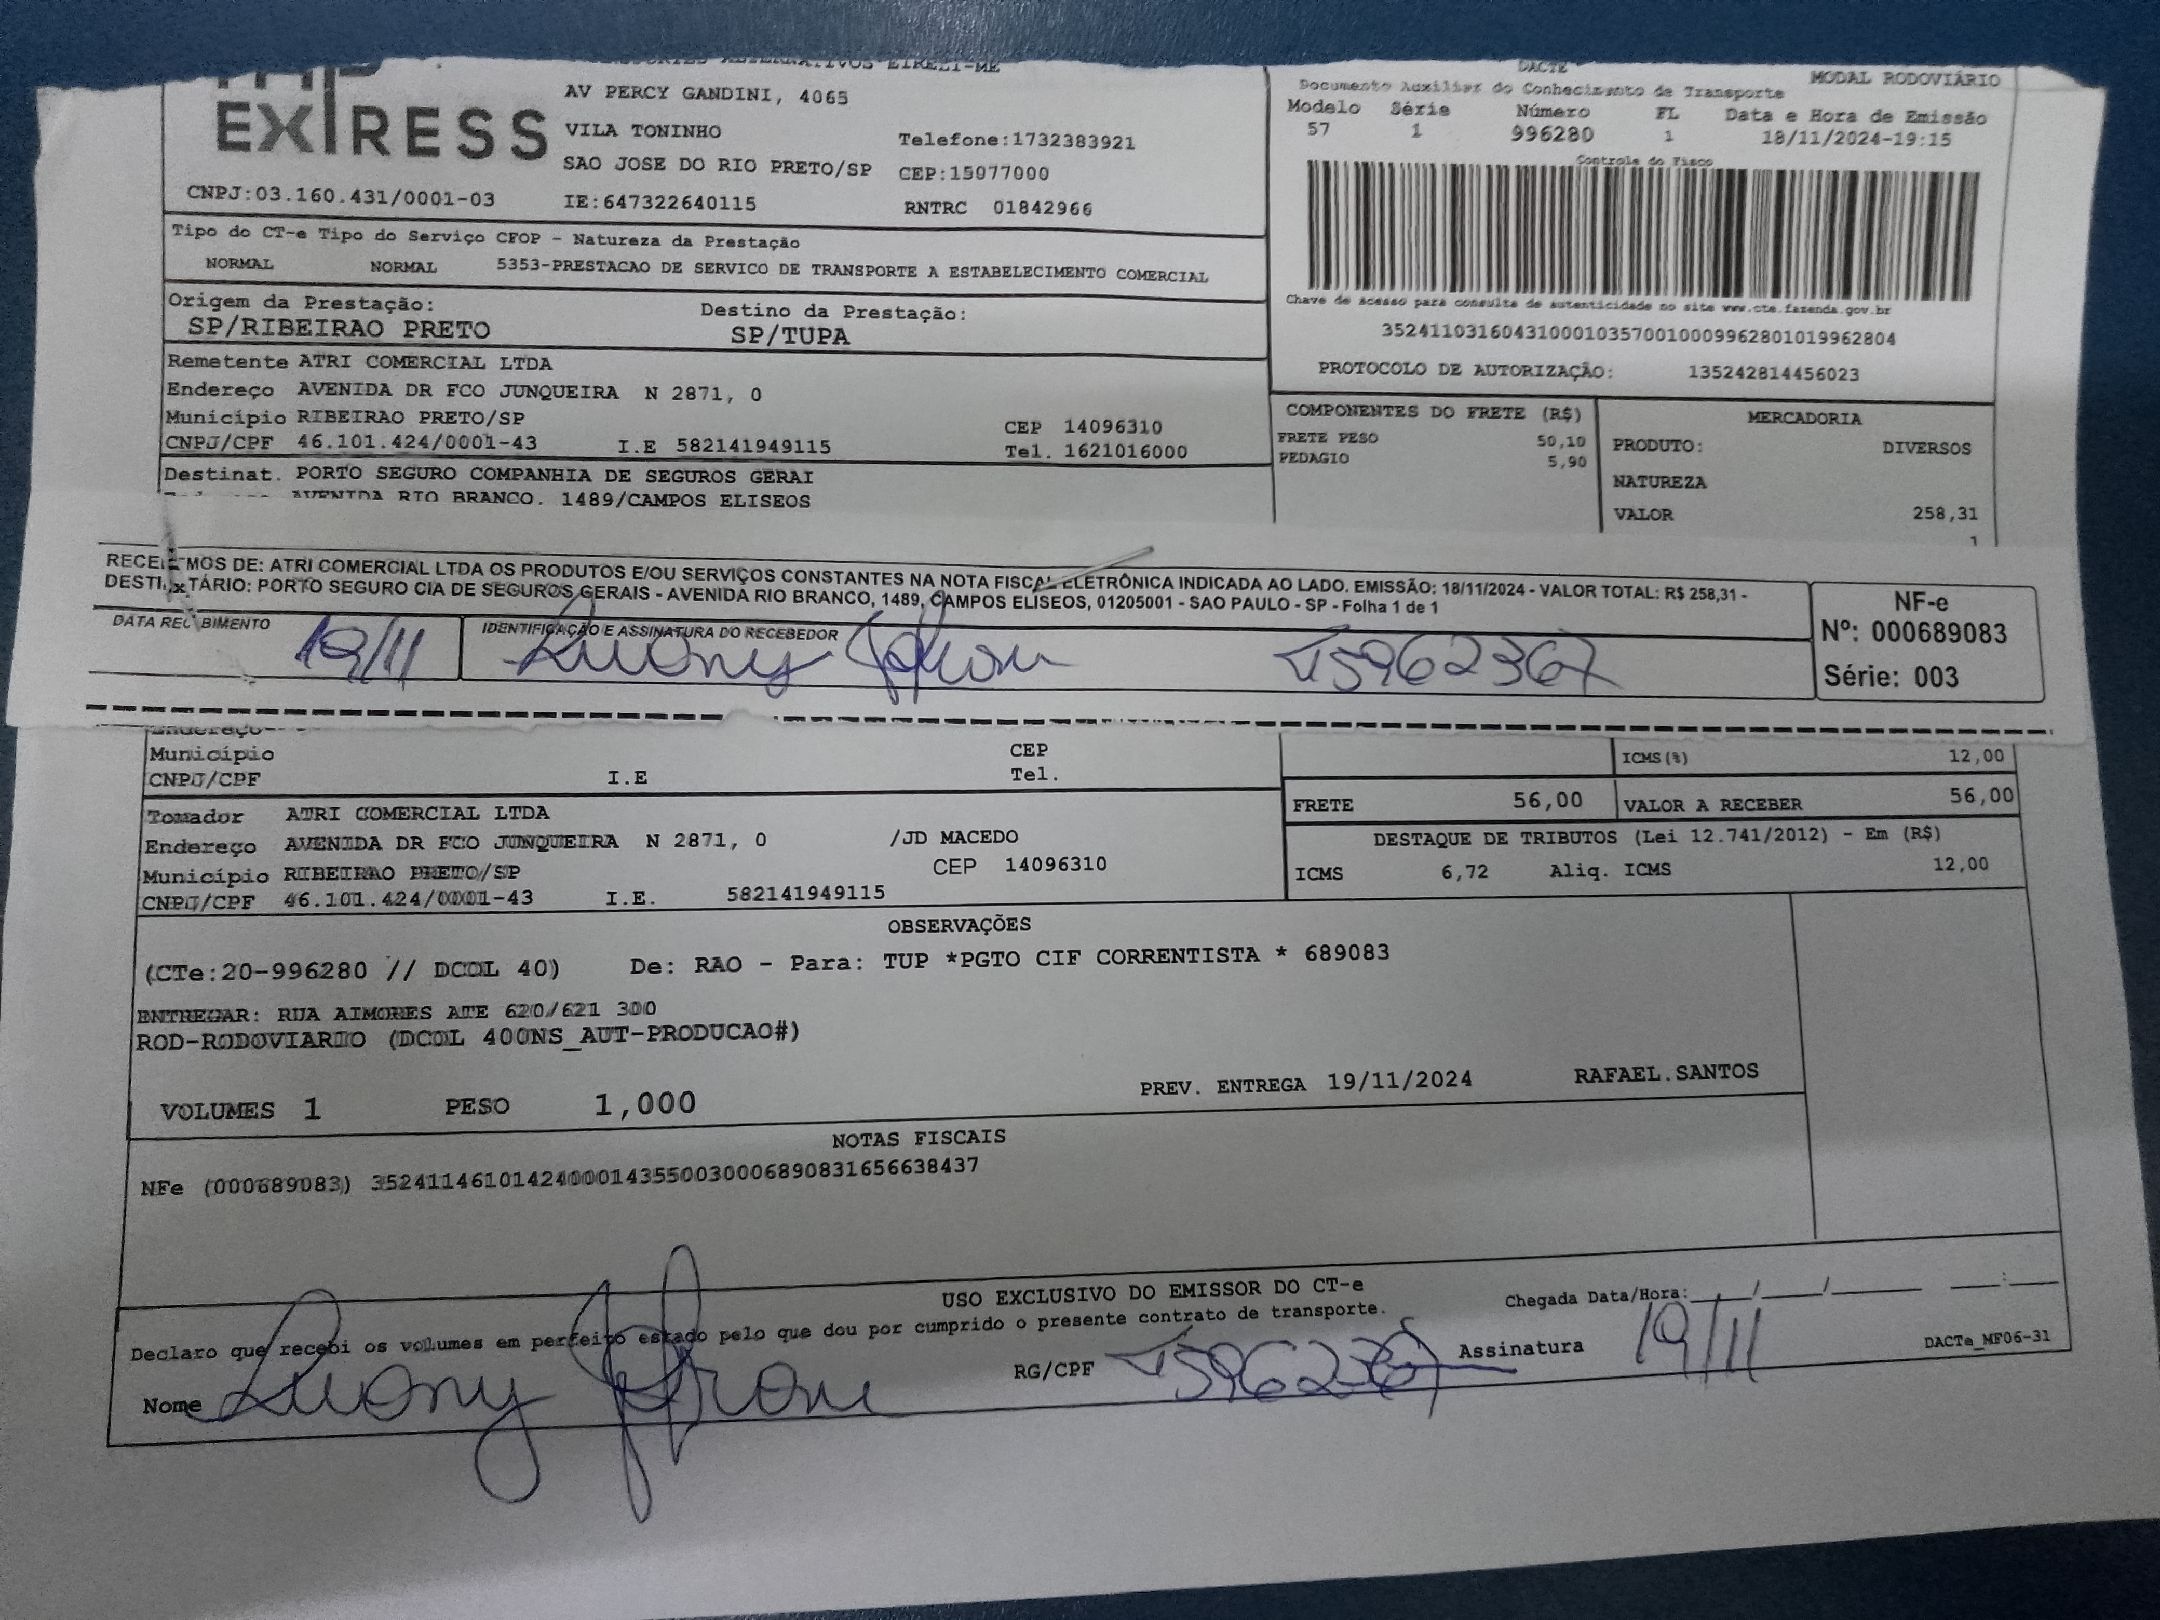 EXPRESS
AV PERCY GANDINI, 4065
VILA TONINHO
Telefone:1732383921
SAO JOSE DO RIO PRETO/SP CEP:15077000
CNPJ:03.160.431/0001-03 IE:647322640115 RNTRC 01842966
DACTE MODAL RODOVIÁRIO
Documento Auxiliar do Conhecimento de Transporte
Modelo Série Número FL Data e Hora de Emissão
57 1 996280 1 18/11/2024-19:15
Controle do Fisco
Tipo do CT-e Tipo do Serviço CFOP - Natureza da Prestação
NORMAL NORMAL 5353-PRESTACAO DE SERVICO DE TRANSPORTE A ESTABELECIMENTO COMERCIAL
Chave de acesso para consulta de autenticidade no site www.cte.fazenda.gov.br
35241103160431000103570010009962801019962804
PROTOCOLO DE AUTORIZAÇÃO: 135242814456023
Origem da Prestação: Destino da Prestação:
SP/RIBEIRAO PRETO SP/TUPA
Remetente ATRI COMERCIAL LTDA
Endereço AVENIDA DR FCO JUNQUEIRA N 2871, 0
Município RIBEIRAO PRETO/SP CEP 14096310
CNPJ/CPF 46.101.424/0001-43 I.E 582141949115 Tel. 1621016000
Destinat. PORTO SEGURO COMPANHIA DE SEGUROS GERAI
AVENIDA RIO BRANCO. 1489/CAMPOS ELISEOS
COMPONENTES DO FRETE (R$) MERCADORIA
FRETE PESO 50,10 PRODUTO: DIVERSOS
PEDAGIO 5,90
NATUREZA
VALOR 258,31
1
RECEBEMOS DE: ATRI COMERCIAL LTDA OS PRODUTOS E/OU SERVIÇOS CONSTANTES NA NOTA FISCAL ELETRÔNICA INDICADA AO LADO. EMISSÃO: 18/11/2024 - VALOR TOTAL: R$ 258,31 -
DESTINATÁRIO: PORTO SEGURO CIA DE SEGUROS GERAIS - AVENIDA RIO BRANCO, 1489, CAMPOS ELISEOS, 01205001 - SAO PAULO - SP - Folha 1 de 1
DATA RECEBIMENTO IDENTIFICAÇÃO E ASSINATURA DO RECEBEDOR
19/11 45962367
NF-e
Nº: 000689083
Série: 003
Endereço
Município CEP
CNPJ/CPF I.E Tel.
ICMS(%) 12,00
FRETE 56,00 VALOR A RECEBER 56,00
Tomador ATRI COMERCIAL LTDA
Endereço AVENIDA DR FCO JUNQUEIRA N 2871, 0 /JD MACEDO
Município RIBEIRAO PRETO/SP CEP 14096310
CNPJ/CPF 46.101.424/0001-43 I.E. 582141949115
DESTAQUE DE TRIBUTOS (Lei 12.741/2012) - Em (R$)
ICMS 6,72 Aliq. ICMS 12,00
OBSERVAÇÕES
(CTe:20-996280 // DCOL 40) De: RAO - Para: TUP *PGTO CIF CORRENTISTA * 689083
ENTREGAR: RUA AIMORES ATE 620/621 300
ROD-RODOVIARIO (DCOL 400NS_AUT-PRODUCAO#)
VOLUMES 1 PESO 1,000 PREV. ENTREGA 19/11/2024 RAFAEL.SANTOS
NOTAS FISCAIS
NFe (000689083) 35241146101424000143550030006890831656638437
USO EXCLUSIVO DO EMISSOR DO CT-e
Declaro que recebi os volumes em perfeito estado pelo que dou por cumprido o presente contrato de transporte.
Chegada Data/Hora:___/___/_____ ___:___
Nome RG/CPF Assinatura 19/11
DACTe_MF06-31